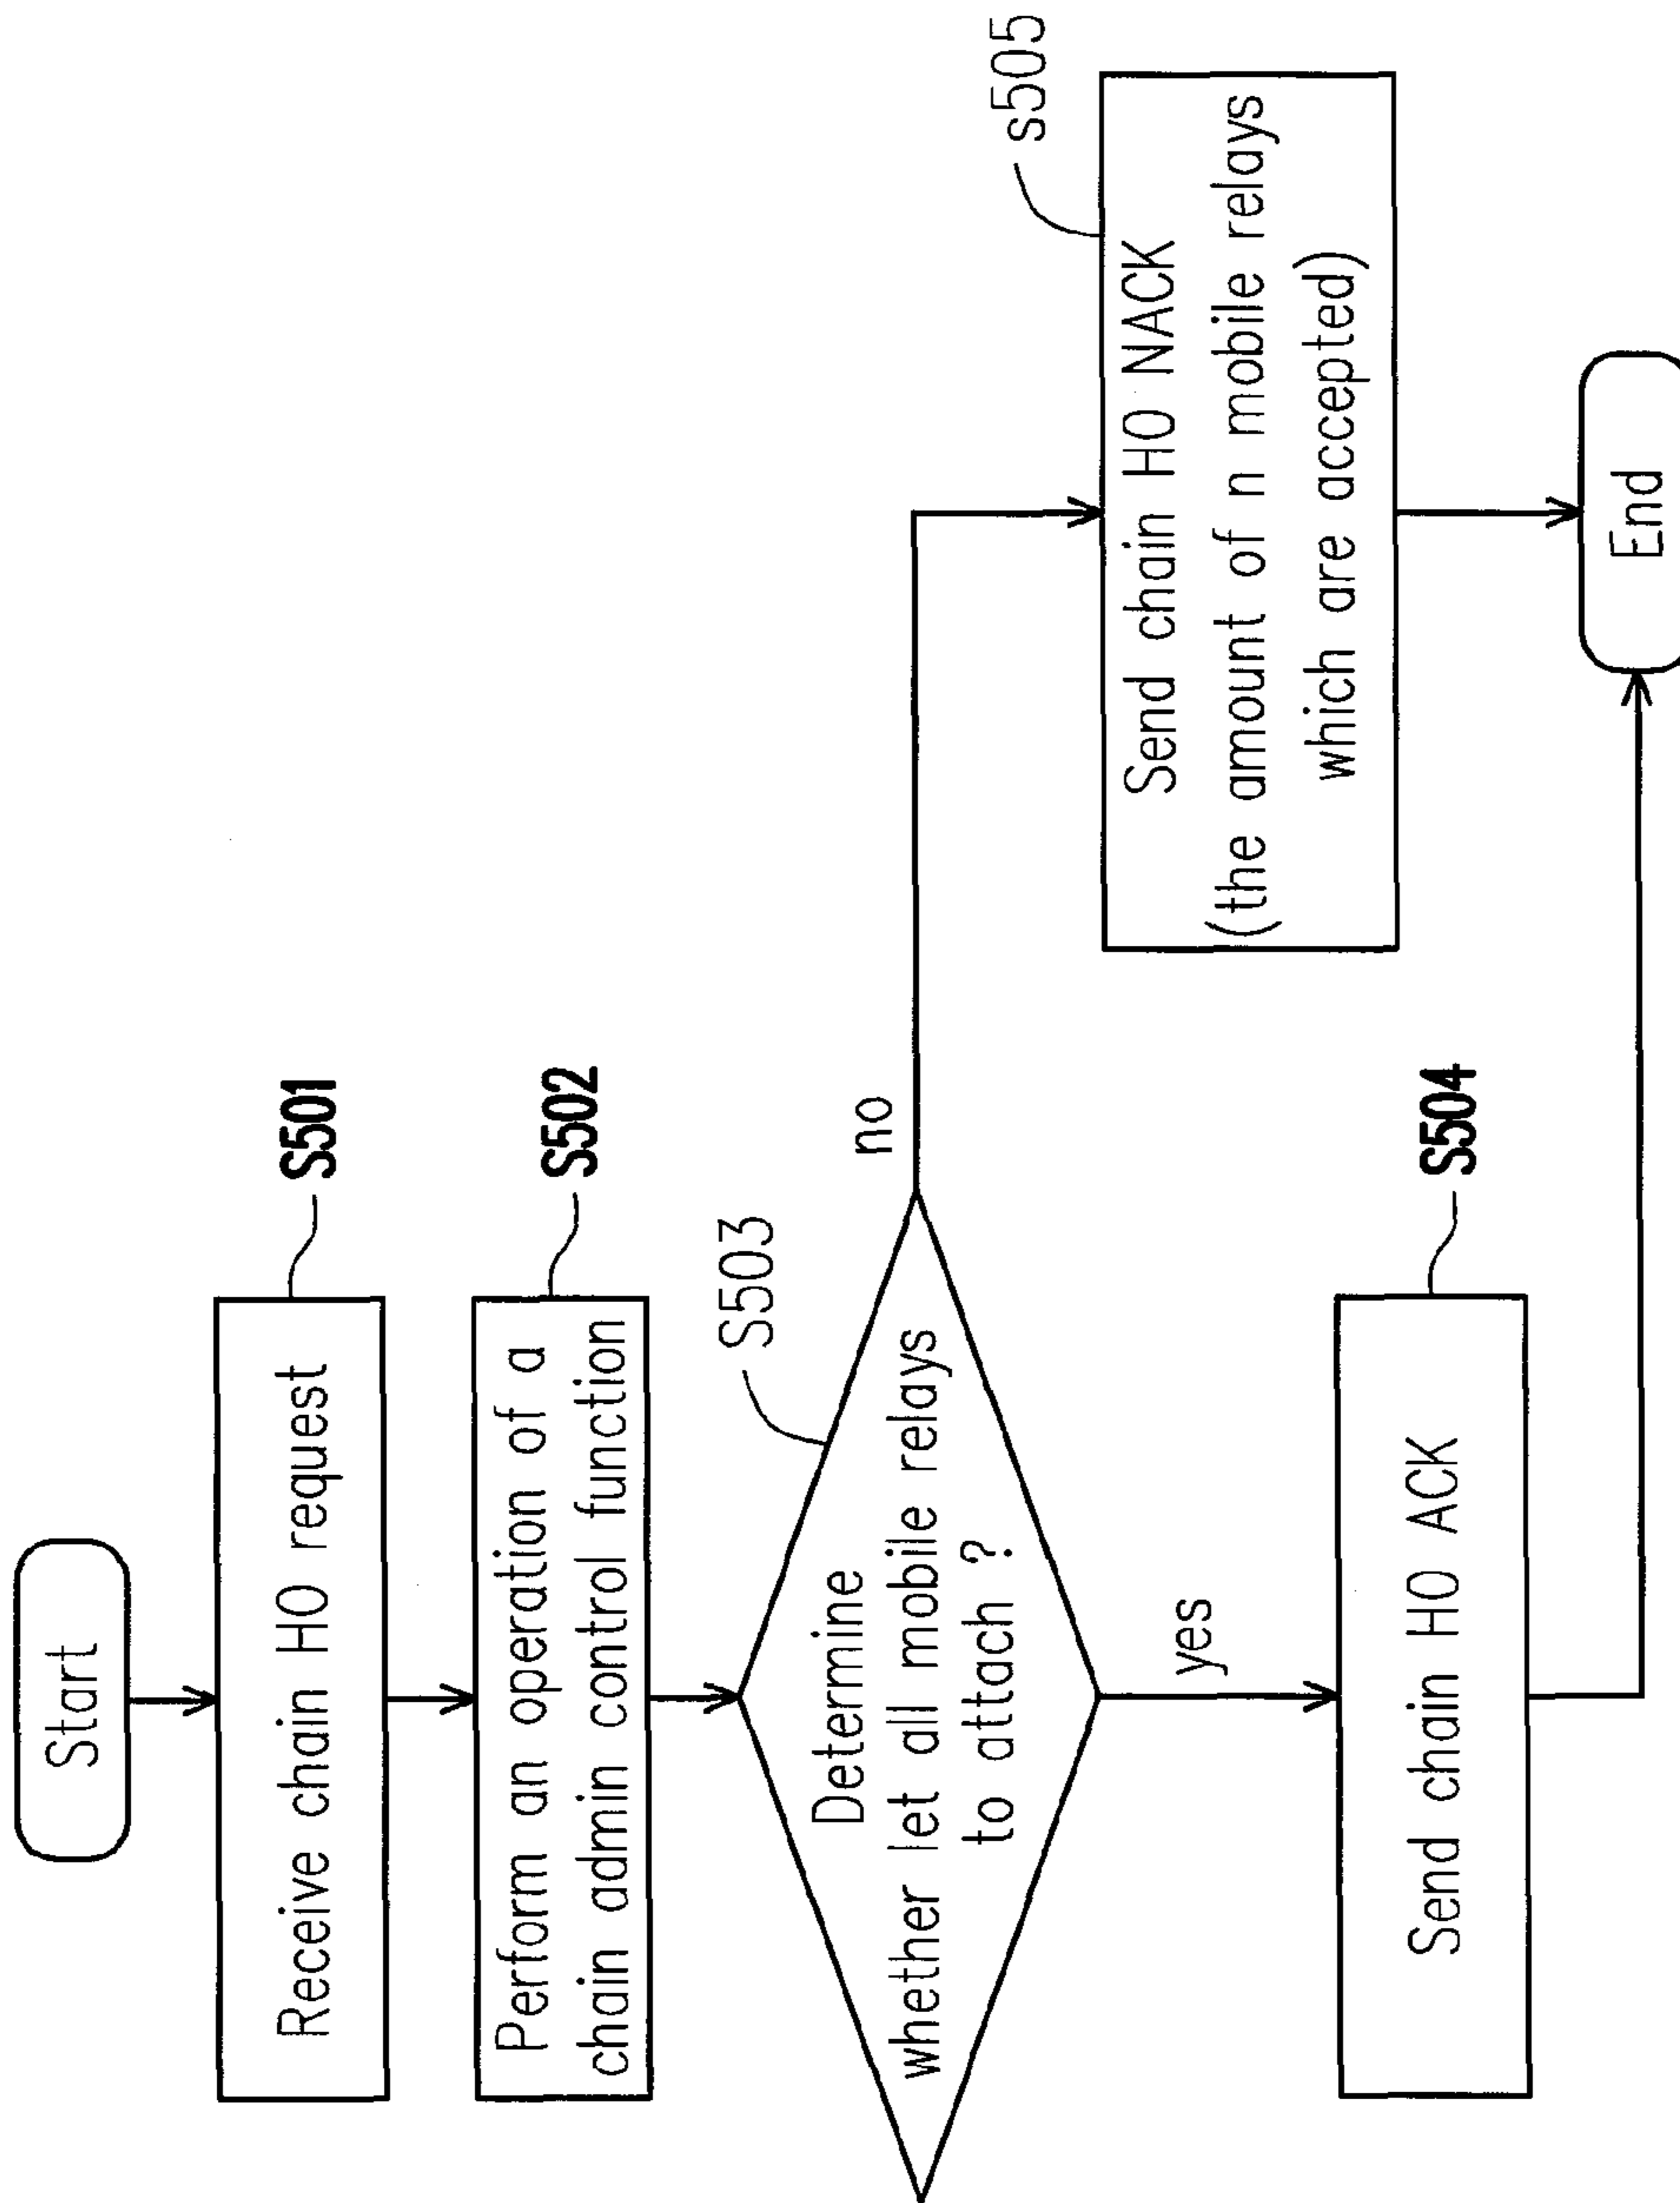 Start
Receive chain HO request
S501
Perform an operation of a
chain admin control function
S502
Determine
whether let all mobile relays
to attach ?
S503
no
yes
Send chain HO ACK
S504
Send chain HO NACK
(the amount of n mobile relays
which are accepted)
s505
End